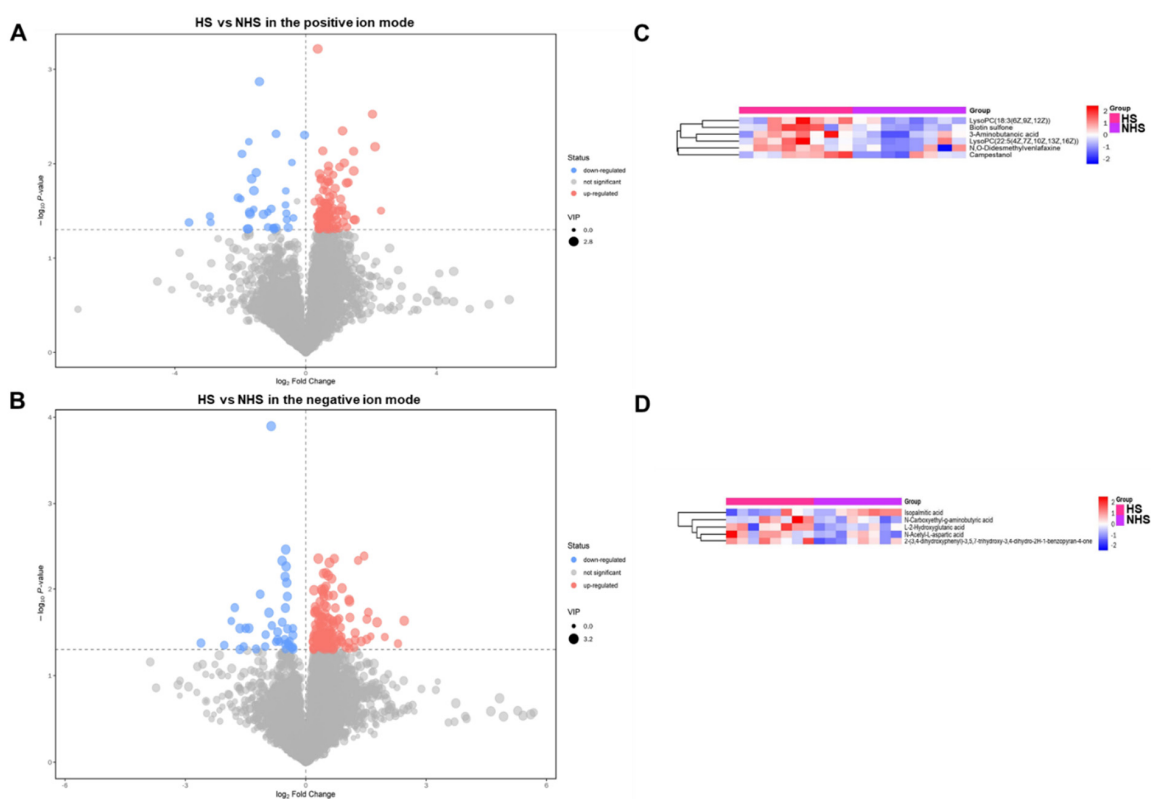 A
HS vs NHS in the positive ion mode
3
2
1
0
-4
0
4
− log₁₀ P-value
log₂ Fold Change
Status
down-regulated
not significant
up-regulated
VIP
0.0
2.8
B
HS vs NHS in the negative ion mode
4
3
2
1
0
-6
-3
0
3
6
− log₁₀ P-value
log₂ Fold Change
Status
down-regulated
not significant
up-regulated
VIP
0.0
3.2
C
Group
LysoPC(18:3(6Z,9Z,12Z))
Biotin sulfone
3-Aminobutanoic acid
LysoPC(22:5(4Z,7Z,10Z,13Z,16Z))
N,O-Didesmethylvenlafaxine
Campestanol
2
1
0
-1
-2
Group
HS
NHS
D
Group
Isopalmitic acid
N-Carboxyethyl-g-aminobutyric acid
L-2-Hydroxyglutaric acid
N-Acetyl-L-aspartic acid
2-(3,4-dihydroxyphenyl)-3,5,7-trihydroxy-3,4-dihydro-2H-1-benzopyran-4-one
2
1
0
-1
-2
Group
HS
NHS